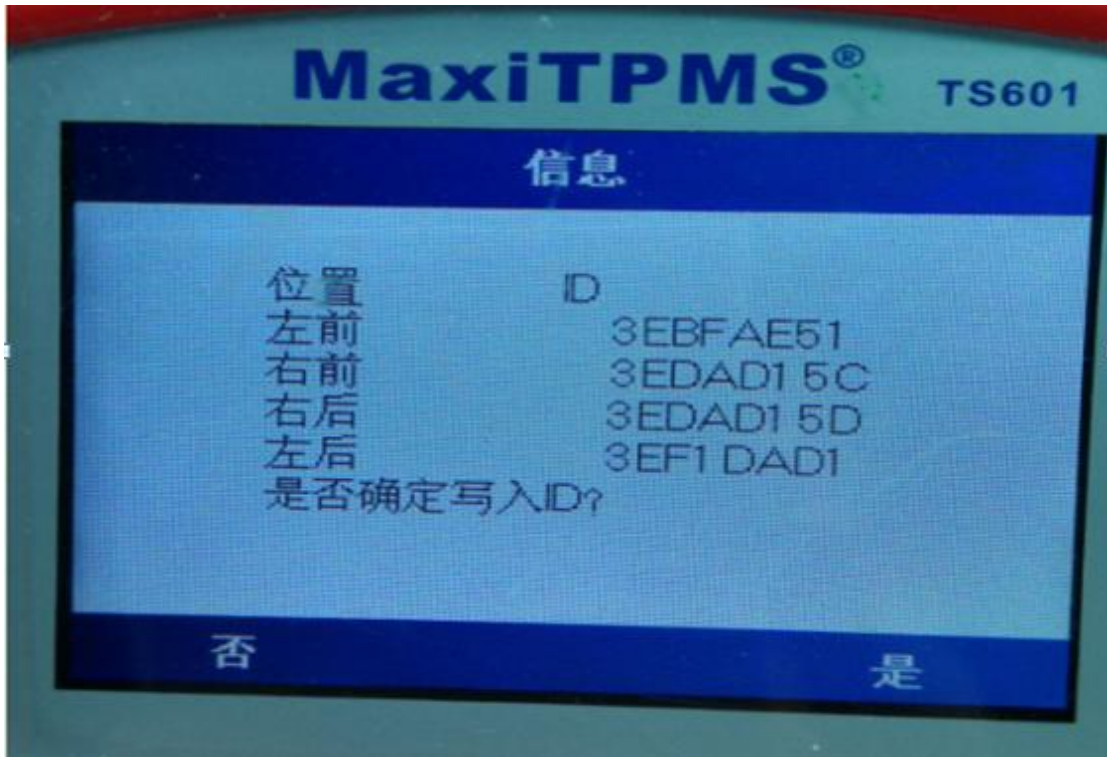 MaxiTPMS® TS601
信息
位置 ID
左前 3EBFAE51
右前 3EDAD15C
右后 3EDAD15D
左后 3EF1DAD1
是否确定写入ID?
否 是